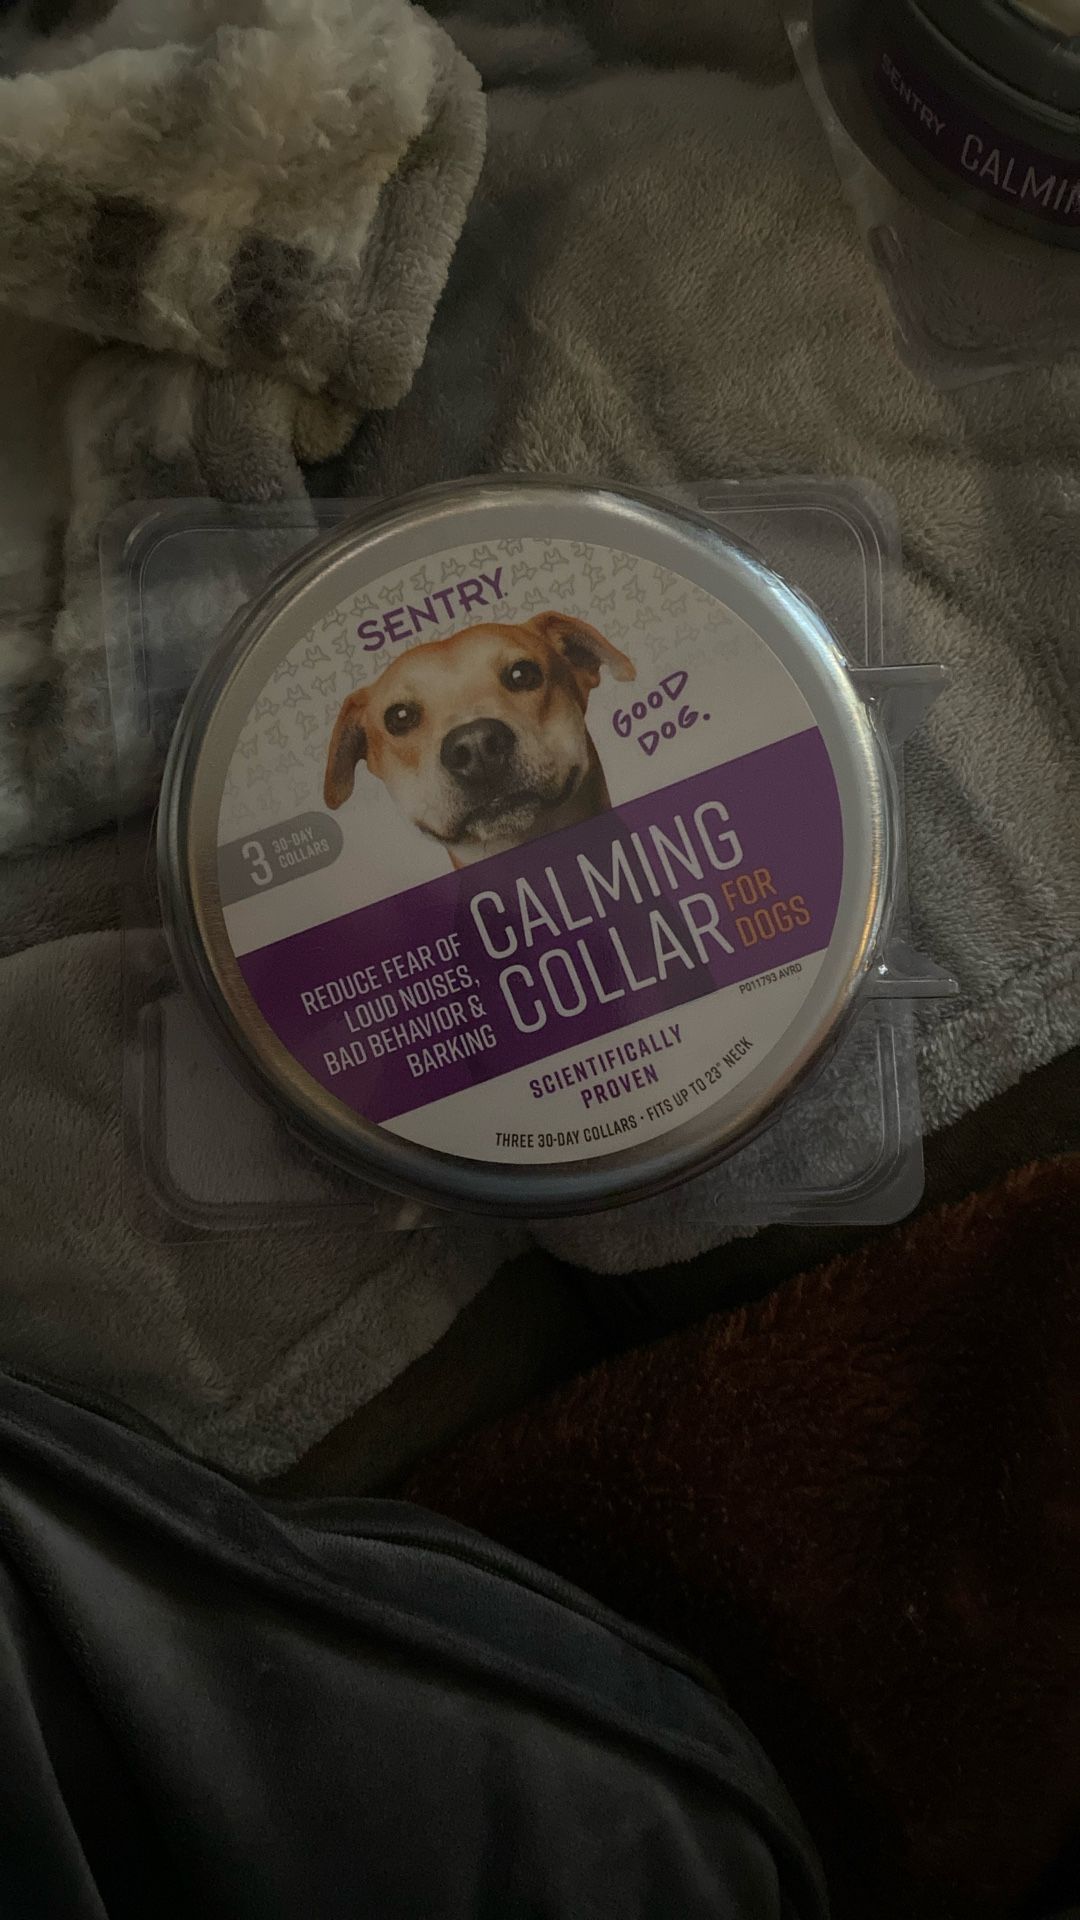 SENTRY
CALMIN
SENTRY.
GOOD
DOG.
3 30-DAY
COLLARS
CALMING
COLLAR
FOR
DOGS
REDUCE FEAR OF
LOUD NOISES,
BAD BEHAVIOR &
BARKING
P011793 AVRD
SCIENTIFICALLY
PROVEN
THREE 30-DAY COLLARS · FITS UP TO 23" NECK